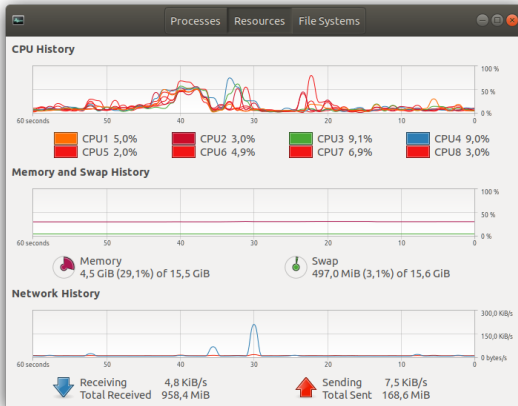 Processes Resources File Systems
CPU History
100 %
50 %
0 %
60 seconds 50 40 30 20 10 0
CPU1 5,0% CPU2 3,0% CPU3 9,1% CPU4 9,0%
CPU5 2,0% CPU6 4,9% CPU7 6,9% CPU8 3,0%
Memory and Swap History
100 %
50 %
0 %
60 seconds 50 40 30 20 10 0
Memory Swap
4,5 GiB (29,1%) of 15,5 GiB 497,0 MiB (3,1%) of 15,6 GiB
Network History
300,0 KiB/s
150,0 KiB/s
0 bytes/s
60 seconds 50 40 30 20 10 0
Receiving 4,8 KiB/s Sending 7,5 KiB/s
Total Received 958,4 MiB Total Sent 168,6 MiB